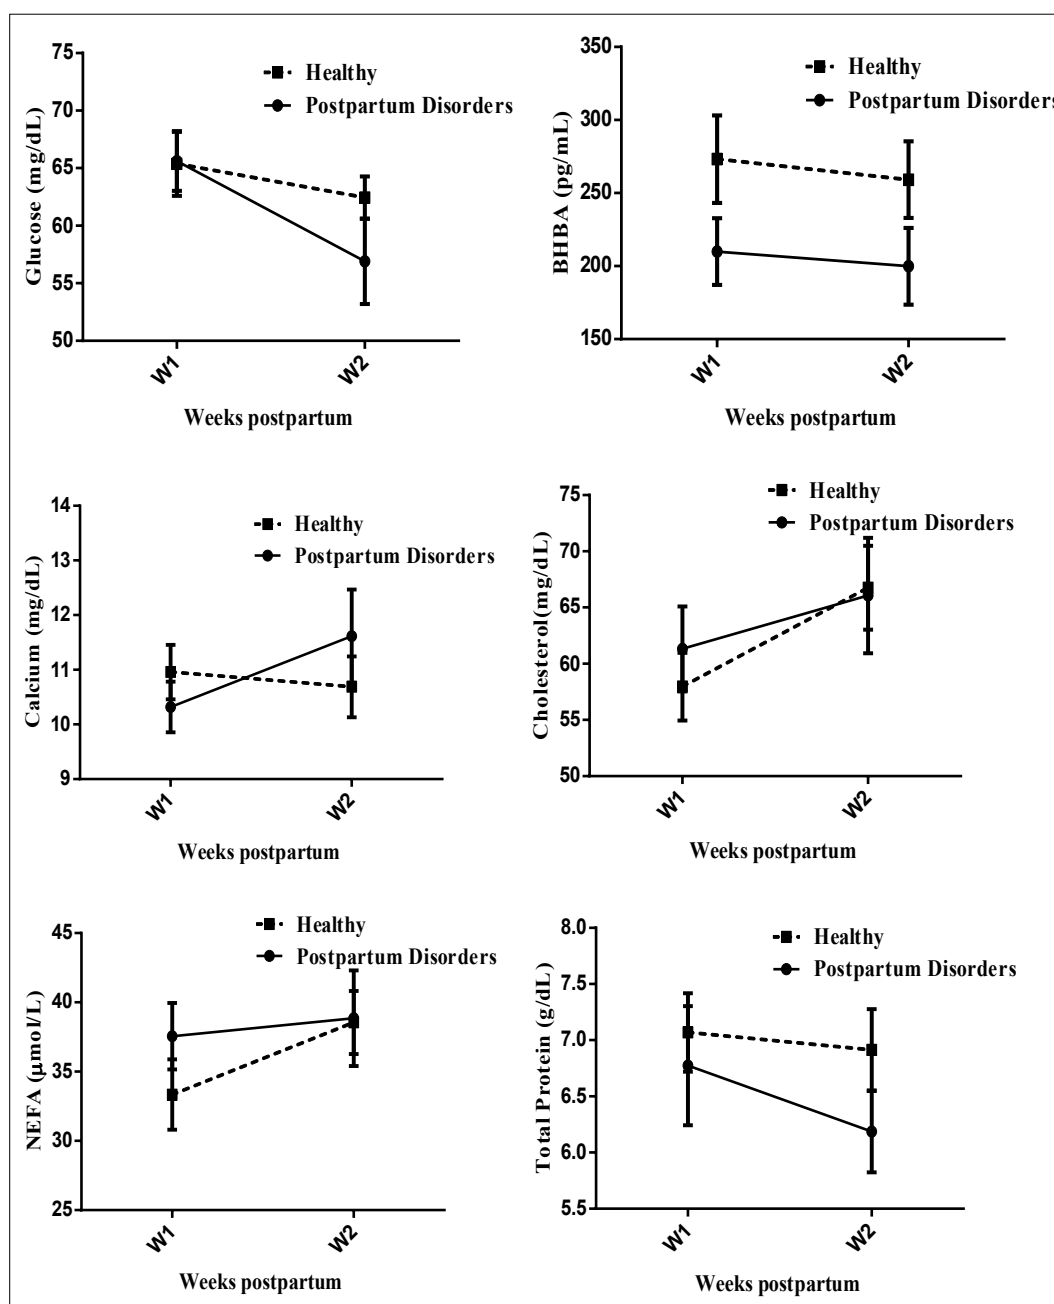 75
70
65
60
55
50
Glucose (mg/dL)
Healthy
Postpartum Disorders
W1
W2
Weeks postpartum
350
300
250
200
150
BHBA (pg/mL)
Healthy
Postpartum Disorders
W1
W2
Weeks postpartum
14
13
12
11
10
9
Calcium (mg/dL)
Healthy
Postpartum Disorders
W1
W2
Weeks postpartum
75
70
65
60
55
50
Cholesterol(mg/dL)
Healthy
Postpartum Disorders
W1
W2
Weeks postpartum
45
40
35
30
25
NEFA (μmol/L)
Healthy
Postpartum Disorders
W1
W2
Weeks postpartum
8.0
7.5
7.0
6.5
6.0
5.5
Total Protein (g/dL)
Healthy
Postpartum Disorders
W1
W2
Weeks postpartum